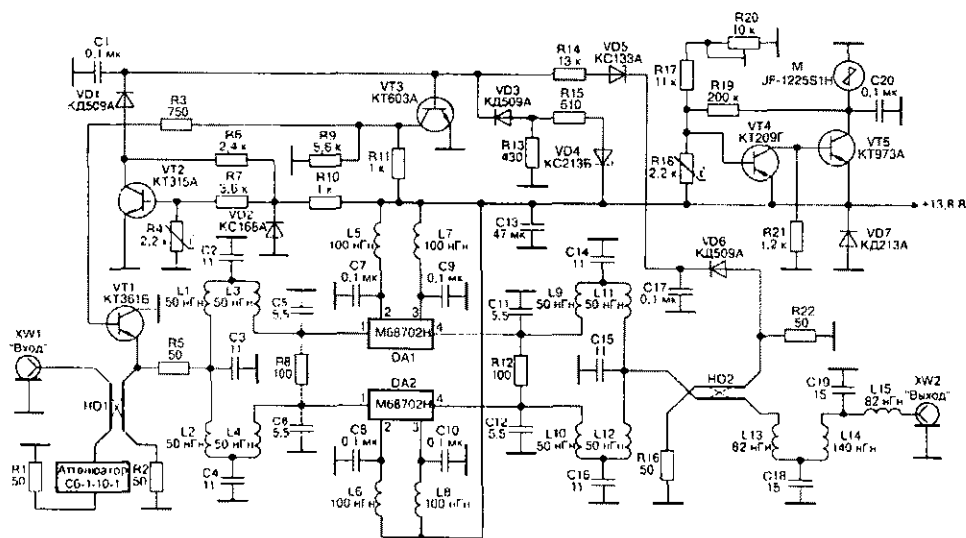 C1
0,1 мк
VD1
КД509А
R3
750
VT2
КТ315А
R6
2,4 к
R7
3,6 к
R4
2,2 к
VD2
КС168А
R9
5,6 к
R10
1 к
R11
1 к
VT3
КТ603А
VD3
КД509А
R14
13 к
VD5
КС133А
R15
510
R13
430
VD4
КС213Б
R20
10 к
R17
11 к
R19
200 к
M
JF-1225S1H
C20
0,1 мк
VT4
КТ209Г
VT5
КТ973А
R18
2,2 к
+13,8 В
R21
1,2 к
VD7
КД213А
VD6
КД509А
C17
0,1 мк
C13
47 мк
L5
100 нГн
L7
100 нГн
C7
0,1 мк
C9
0,1 мк
C2
11
L1
50 нГн
L3
50 нГн
C5
5,5
C3
11
R8
100
1
2
3
4
M68702H
DA1
DA2
M68702H
1
2
3
4
C8
0,1 мк
C10
0,1 мк
L6
100 нГн
L8
100 нГн
C6
5,5
L2
50 нГн
L4
50 нГн
C4
11
VT1
КТ361Б
XW1
"Вход"
R5
50
НО1
R1
50
Аттенюатор
С6-1-10-1
R2
50
C14
11
C11
5,5
L9
50 нГн
L11
50 нГн
C15
11
R12
100
C12
5,5
L10
50 нГн
L12
50 нГн
C16
11
НО2
R22
50
R16
50
L13
82 нГн
L14
140 нГн
C18
15
C19
15
L15
82 нГн
XW2
"Выход"